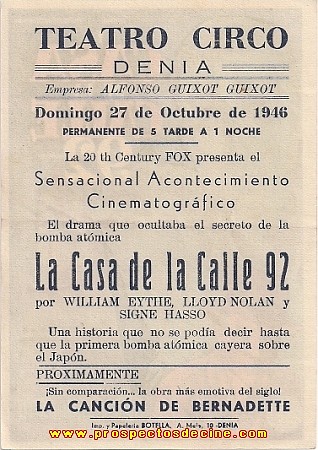 TEATRO CIRCO
DENIA
Empresa: ALFONSO GUIXOT GUIXOT
Domingo 27 de Octubre de 1946
PERMANENTE DE 5 TARDE A 1 NOCHE
La 20 th Century FOX presenta el
Sensacional Acontecimiento
Cinematográfico
El drama que ocultaba el secreto de la
bomba atómica
La Casa de la Calle 92
por WILLIAM EYTHE, LLOYD NOLAN y
SIGNE HASSO
Una historia que no se podía decir hasta
que la primera bomba atómica cayera sobre
el Japón.
PROXIMAMENTE
¡Sin comparación... la obra más emotiva del siglo!
LA CANCIÓN DE BERNADETTE
Imp. y Papelería BOTELLA, A. Mury, 10 -DENIA
www.prospectosdecine.com